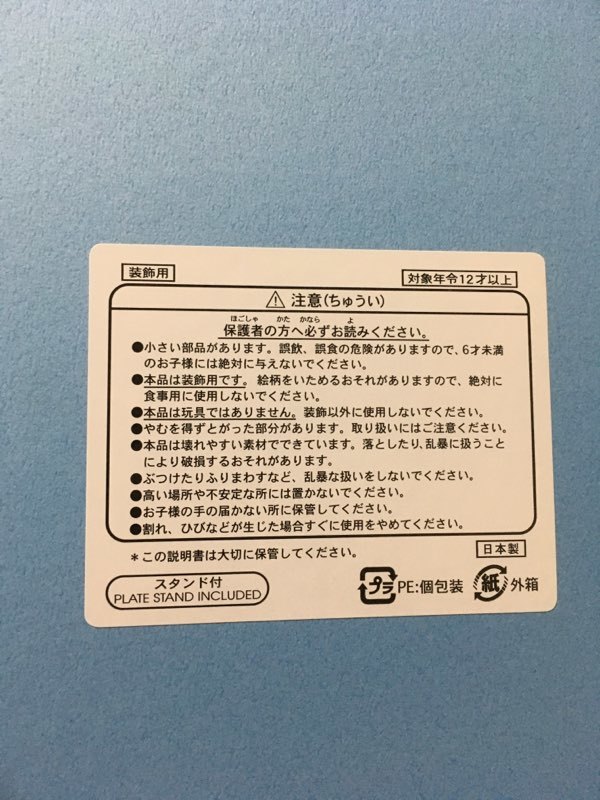 装飾用
対象年令12才以上
⚠ 注意(ちゅうい)
ほごしゃ かた かなら よ
保護者の方へ必ずお読みください。
●小さい部品があります。誤飲、誤食の危険がありますので、6才未満
のお子様には絶対に与えないでください。
●本品は装飾用です。 絵柄をいためるおそれがありますので、絶対に
食事用に使用しないでください。
●本品は玩具ではありません。装飾以外に使用しないでください。
●やむを得ずとがった部分があります。取り扱いにはご注意ください。
●本品は壊れやすい素材でできています。落としたり、乱暴に扱うこと
により破損するおそれがあります。
●ぶつけたりふりまわすなど、乱暴な扱いをしないでください。
●高い場所や不安定な所には置かないでください。
●お子様の手の届かない所に保管してください。
●割れ、ひびなどが生じた場合すぐに使用をやめてください。
*この説明書は大切に保管してください。
日本製
スタンド付
PLATE STAND INCLUDED
プラ PE:個包装 紙 外箱